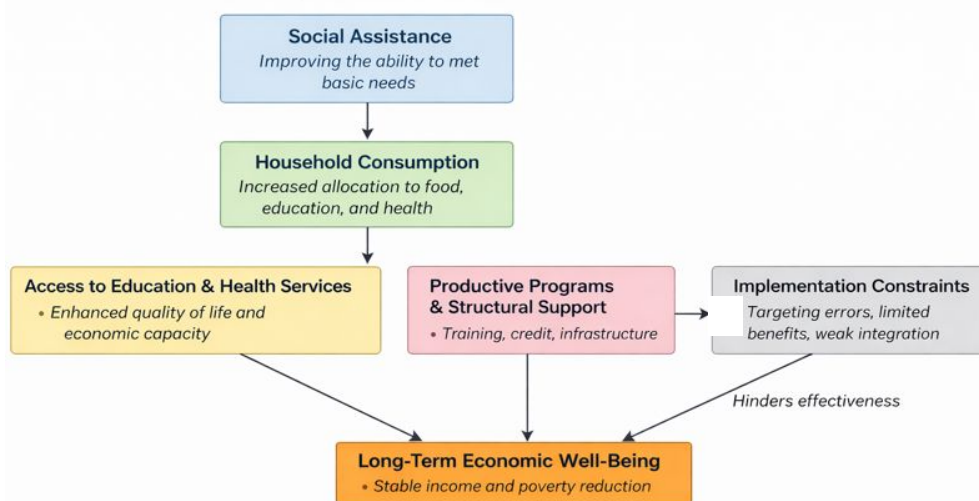 Social Assistance
Improving the ability to met
basic needs
Household Consumption
Increased allocation to food,
education, and health
Access to Education & Health Services
• Enhanced quality of life and
economic capacity
Productive Programs
& Structural Support
• Training, credit, infrastructure
Implementation Constraints
Targeting errors, limited
benefits, weak integration
Hinders effectiveness
Long-Term Economic Well-Being
• Stable income and poverty reduction